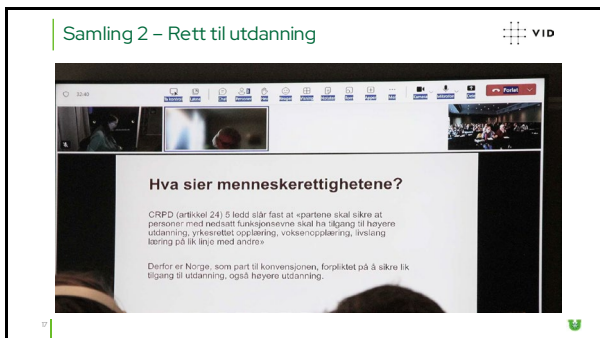 Samling 2 – Rett til utdanning
VID
32:40
Forlat
Hva sier menneskerettighetene?
CRPD (artikkel 24) 5 ledd slår fast at «partene skal sikre at
personer med nedsatt funksjonsevne skal ha tilgang til høyere
utdanning, yrkesrettet opplæring, voksenopplæring, livslang
læring på lik linje med andre»
Derfor er Norge, som part til konvensjonen, forpliktet på å sikre lik
tilgang til utdanning, også høyere utdanning.
17